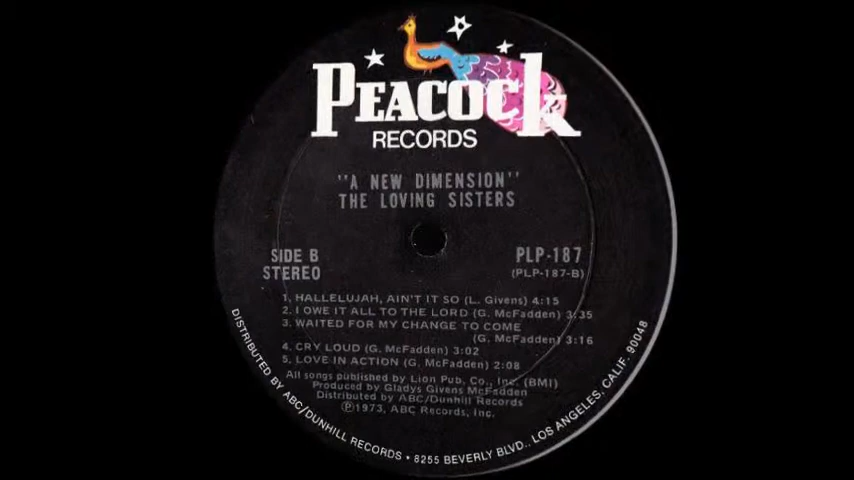 PEACOCK
RECORDS
"A NEW DIMENSION"
THE LOVING SISTERS
SIDE B
STEREO
PLP-187
(PLP-187-B)
1. HALLELUJAH, AIN'T IT SO (L. Givens) 4:15
2. I OWE IT ALL TO THE LORD (G. McFadden) 3:35
3. WAITED FOR MY CHANGE TO COME
(G. McFadden) 3:16
4. CRY LOUD (G. McFadden) 3:02
5. LOVE IN ACTION (G. McFadden) 2:08
All songs published by Lion Pub. Co., Inc. (BMI)
Produced by Gladys Givens McFadden
Distributed by ABC/Dunhill Records
Ⓟ1973, ABC Records, Inc.
DISTRIBUTED BY ABC/DUNHILL RECORDS • 8255 BEVERLY BLVD., LOS ANGELES, CALIF. 90048